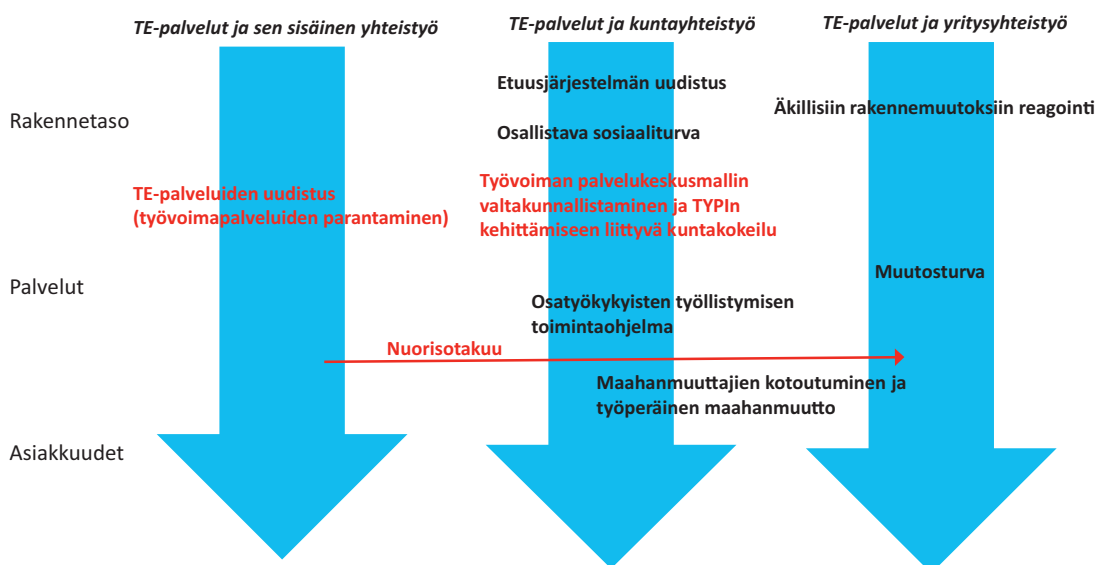 TE-palvelut ja sen sisäinen yhteistyö
TE-palvelut ja kuntayhteistyö
TE-palvelut ja yritysyhteistyö
Etuusjärjestelmän uudistus
Rakennetaso
Äkillisiin rakennemuutoksiin reagointi
Osallistava sosiaaliturva
TE-palveluiden uudistus
(työvoimapalveluiden parantaminen)
Työvoiman palvelukeskusmallin
valtakunnallistaminen ja TYPIn
kehittämiseen liittyvä kuntakokeilu
Muutosturva
Palvelut
Osatyökykyisten työllistymisen
toimintaohjelma
Nuorisotakuu
Maahanmuuttajien kotoutuminen ja
työperäinen maahanmuutto
Asiakkuudet